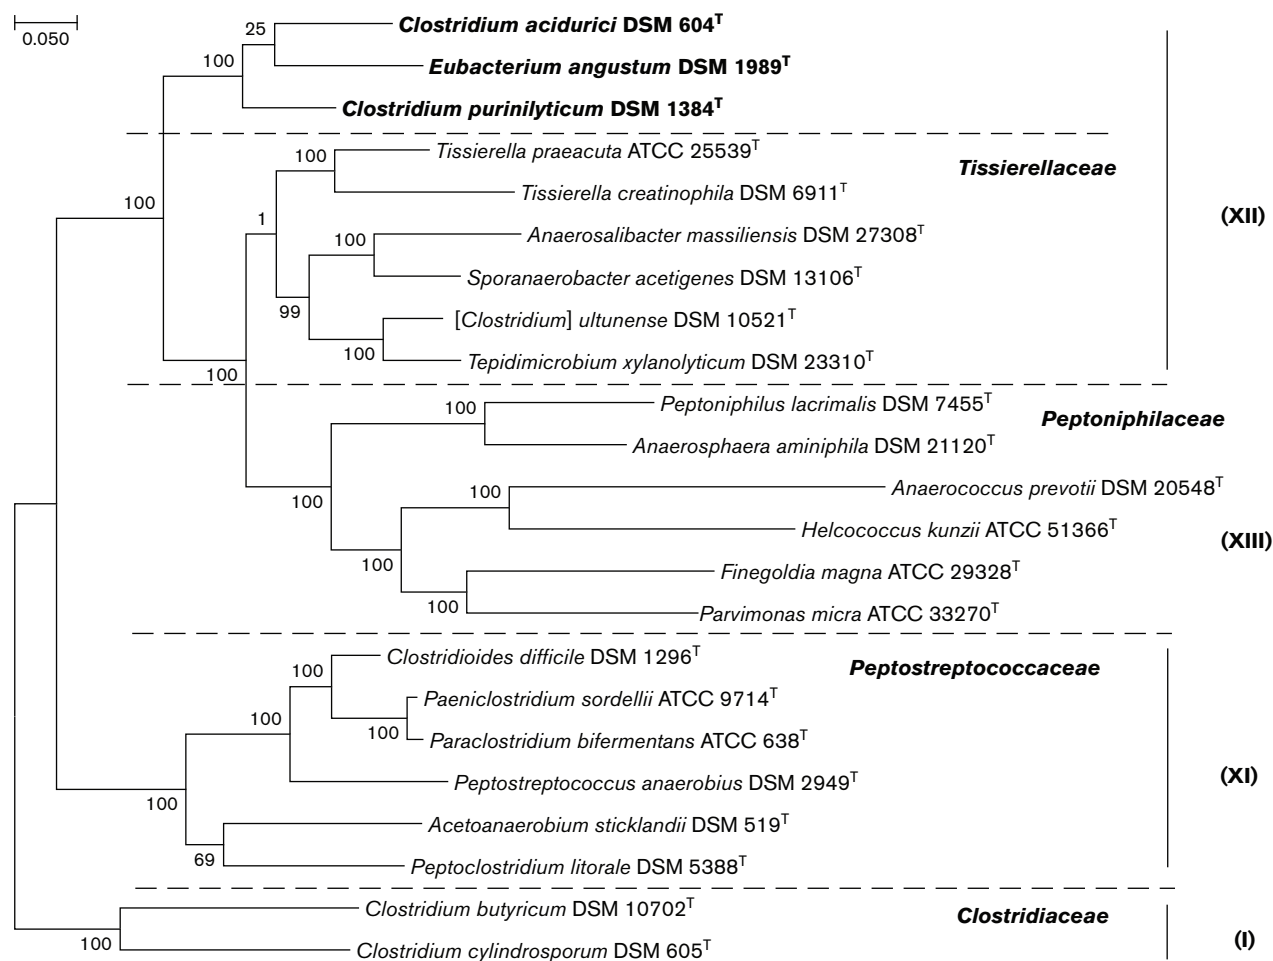 0.050
25
Clostridium acidurici DSM 604ᵀ
100
Eubacterium angustum DSM 1989ᵀ
Clostridium purinilyticum DSM 1384ᵀ
100
Tissierella praeacuta ATCC 25539ᵀ
Tissierellaceae
Tissierella creatinophila DSM 6911ᵀ
100
1
(XII)
100
Anaerosalibacter massiliensis DSM 27308ᵀ
Sporanaerobacter acetigenes DSM 13106ᵀ
99
[Clostridium] ultunense DSM 10521ᵀ
100
Tepidimicrobium xylanolyticum DSM 23310ᵀ
100
100
Peptoniphilus lacrimalis DSM 7455ᵀ
Peptoniphilaceae
Anaerosphaera aminiphila DSM 21120ᵀ
100
100
Anaerococcus prevotii DSM 20548ᵀ
Helcococcus kunzii ATCC 51366ᵀ
(XIII)
100
Finegoldia magna ATCC 29328ᵀ
100
Parvimonas micra ATCC 33270ᵀ
Clostridioides difficile DSM 1296ᵀ
Peptostreptococcaceae
100
Paeniclostridium sordellii ATCC 9714ᵀ
100
100
Paraclostridium bifermentans ATCC 638ᵀ
Peptostreptococcus anaerobius DSM 2949ᵀ
(XI)
100
Acetoanaerobium sticklandii DSM 519ᵀ
69
Peptoclostridium litorale DSM 5388ᵀ
Clostridium butyricum DSM 10702ᵀ
Clostridiaceae
100
Clostridium cylindrosporum DSM 605ᵀ
(I)